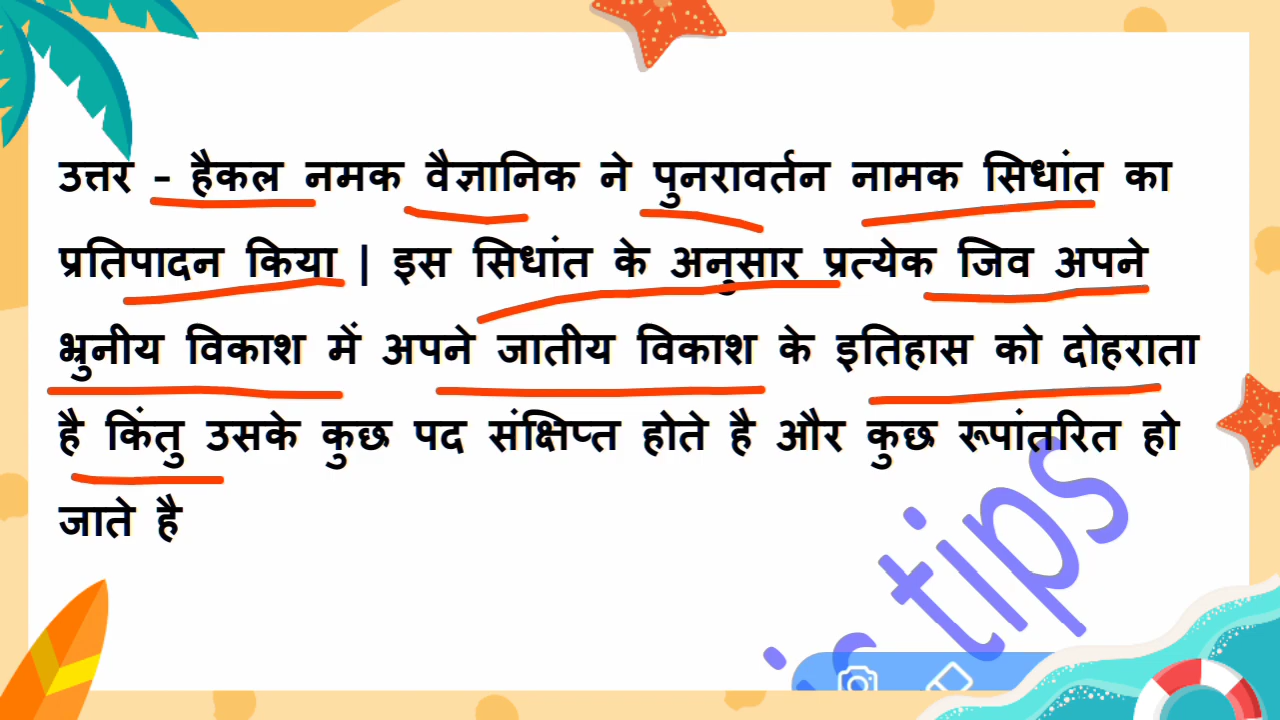 उत्तर - हैकल नमक वैज्ञानिक ने पुनरावर्तन नामक सिधांत का
प्रतिपादन किया | इस सिधांत के अनुसार प्रत्येक जिव अपने
भ्रुनीय विकाश में अपने जातीय विकाश के इतिहास को दोहराता
है किंतु उसके कुछ पद संक्षिप्त होते है और कुछ रूपांतरित हो
जाते है
tips